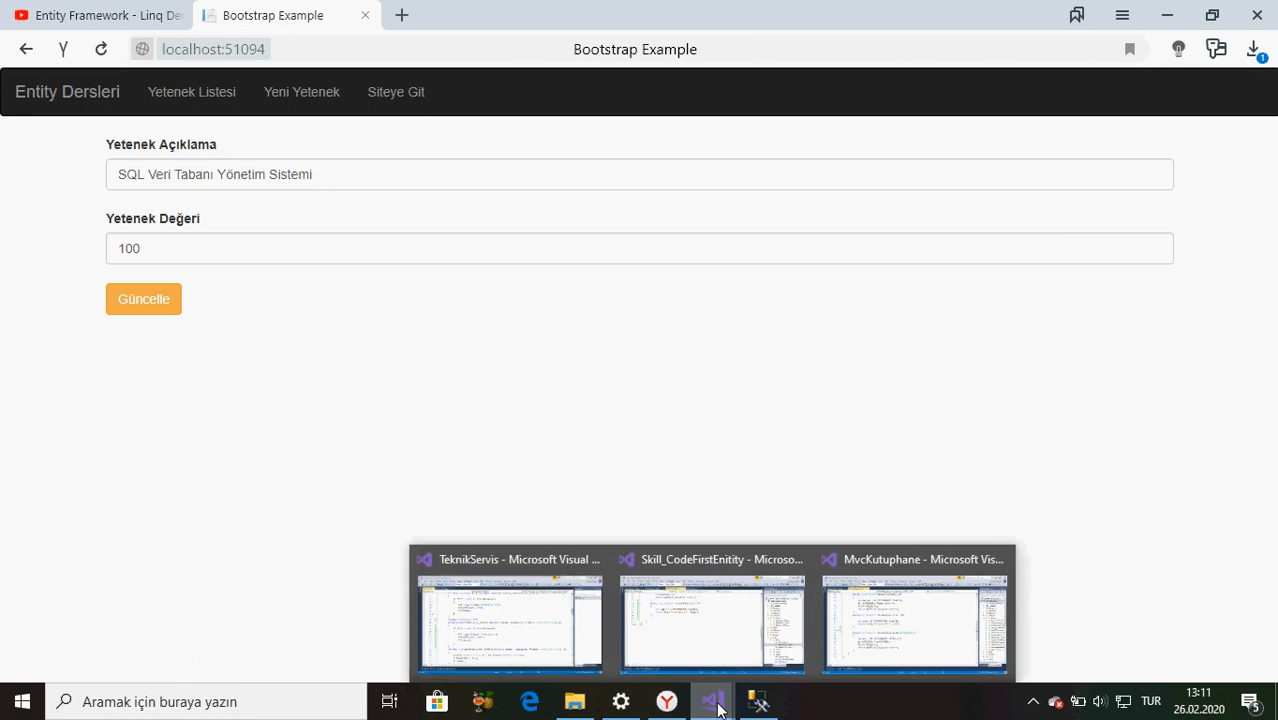 Entity Framework - Linq De
Bootstrap Example
localhost:51094
Bootstrap Example
1
Entity Dersleri
Yetenek Listesi
Yeni Yetenek
Siteye Git
Yetenek Açıklama
SQL Veri Tabanı Yönetim Sistemi
Yetenek Değeri
100
Güncelle
TeknikServis - Microsoft Visual ...
Skill_CodeFirstEnitity - Microso...
MvcKutuphane - Microsoft Vis...
Aramak için buraya yazın
TUR
13:11
26.02.2020
5